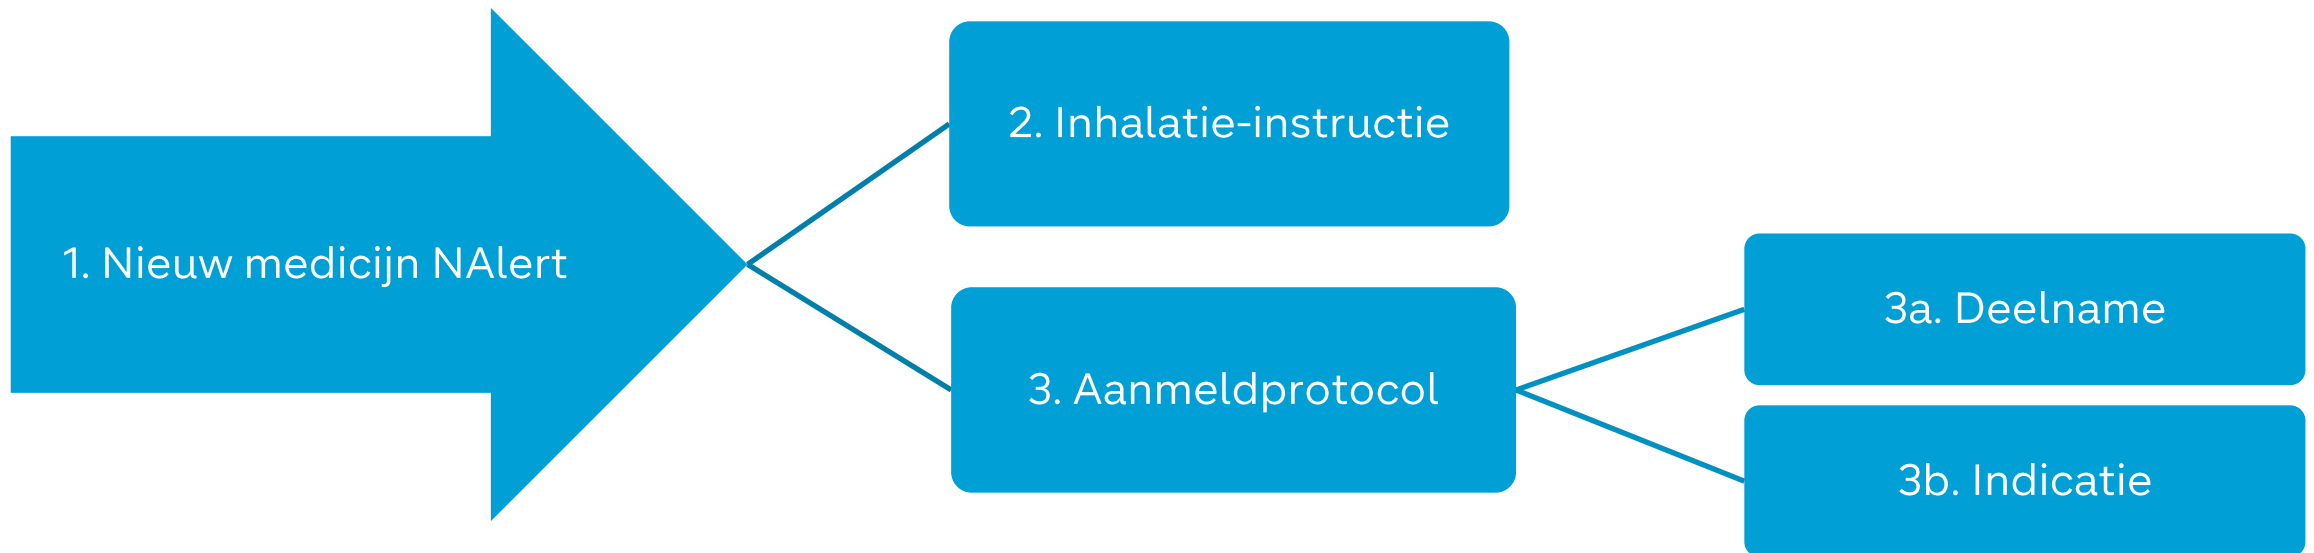 1. Nieuw medicijn NAlert
2. Inhalatie-instructie
3. Aanmeldprotocol
3a. Deelname
3b. Indicatie